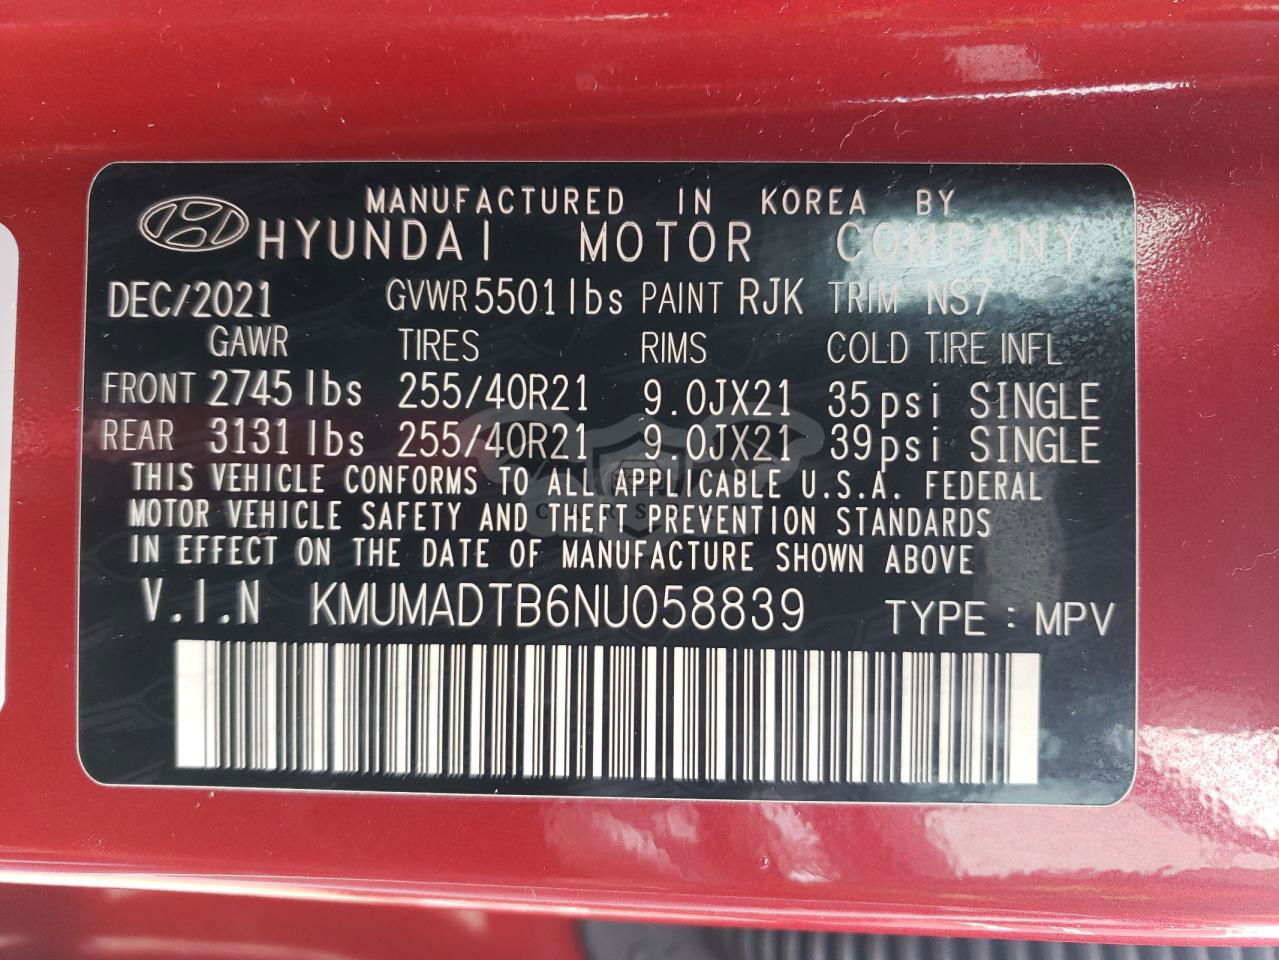 MANUFACTURED IN KOREA BY
HYUNDAI MOTOR COMPANY
DEC/2021 GVWR 5501lbs PAINT RJK TRIM NS7
GAWR TIRES RIMS COLD TIRE INFL
FRONT 2745 lbs 255/40R21 9.0JX21 35psi SINGLE
REAR 3131 lbs 255/40R21 9.0JX21 39psi SINGLE
THIS VEHICLE CONFORMS TO ALL APPLICABLE U.S.A. FEDERAL
MOTOR VEHICLE SAFETY AND THEFT PREVENTION STANDARDS
IN EFFECT ON THE DATE OF MANUFACTURE SHOWN ABOVE
V.I.N KMUMADTB6NU058839 TYPE : MPV